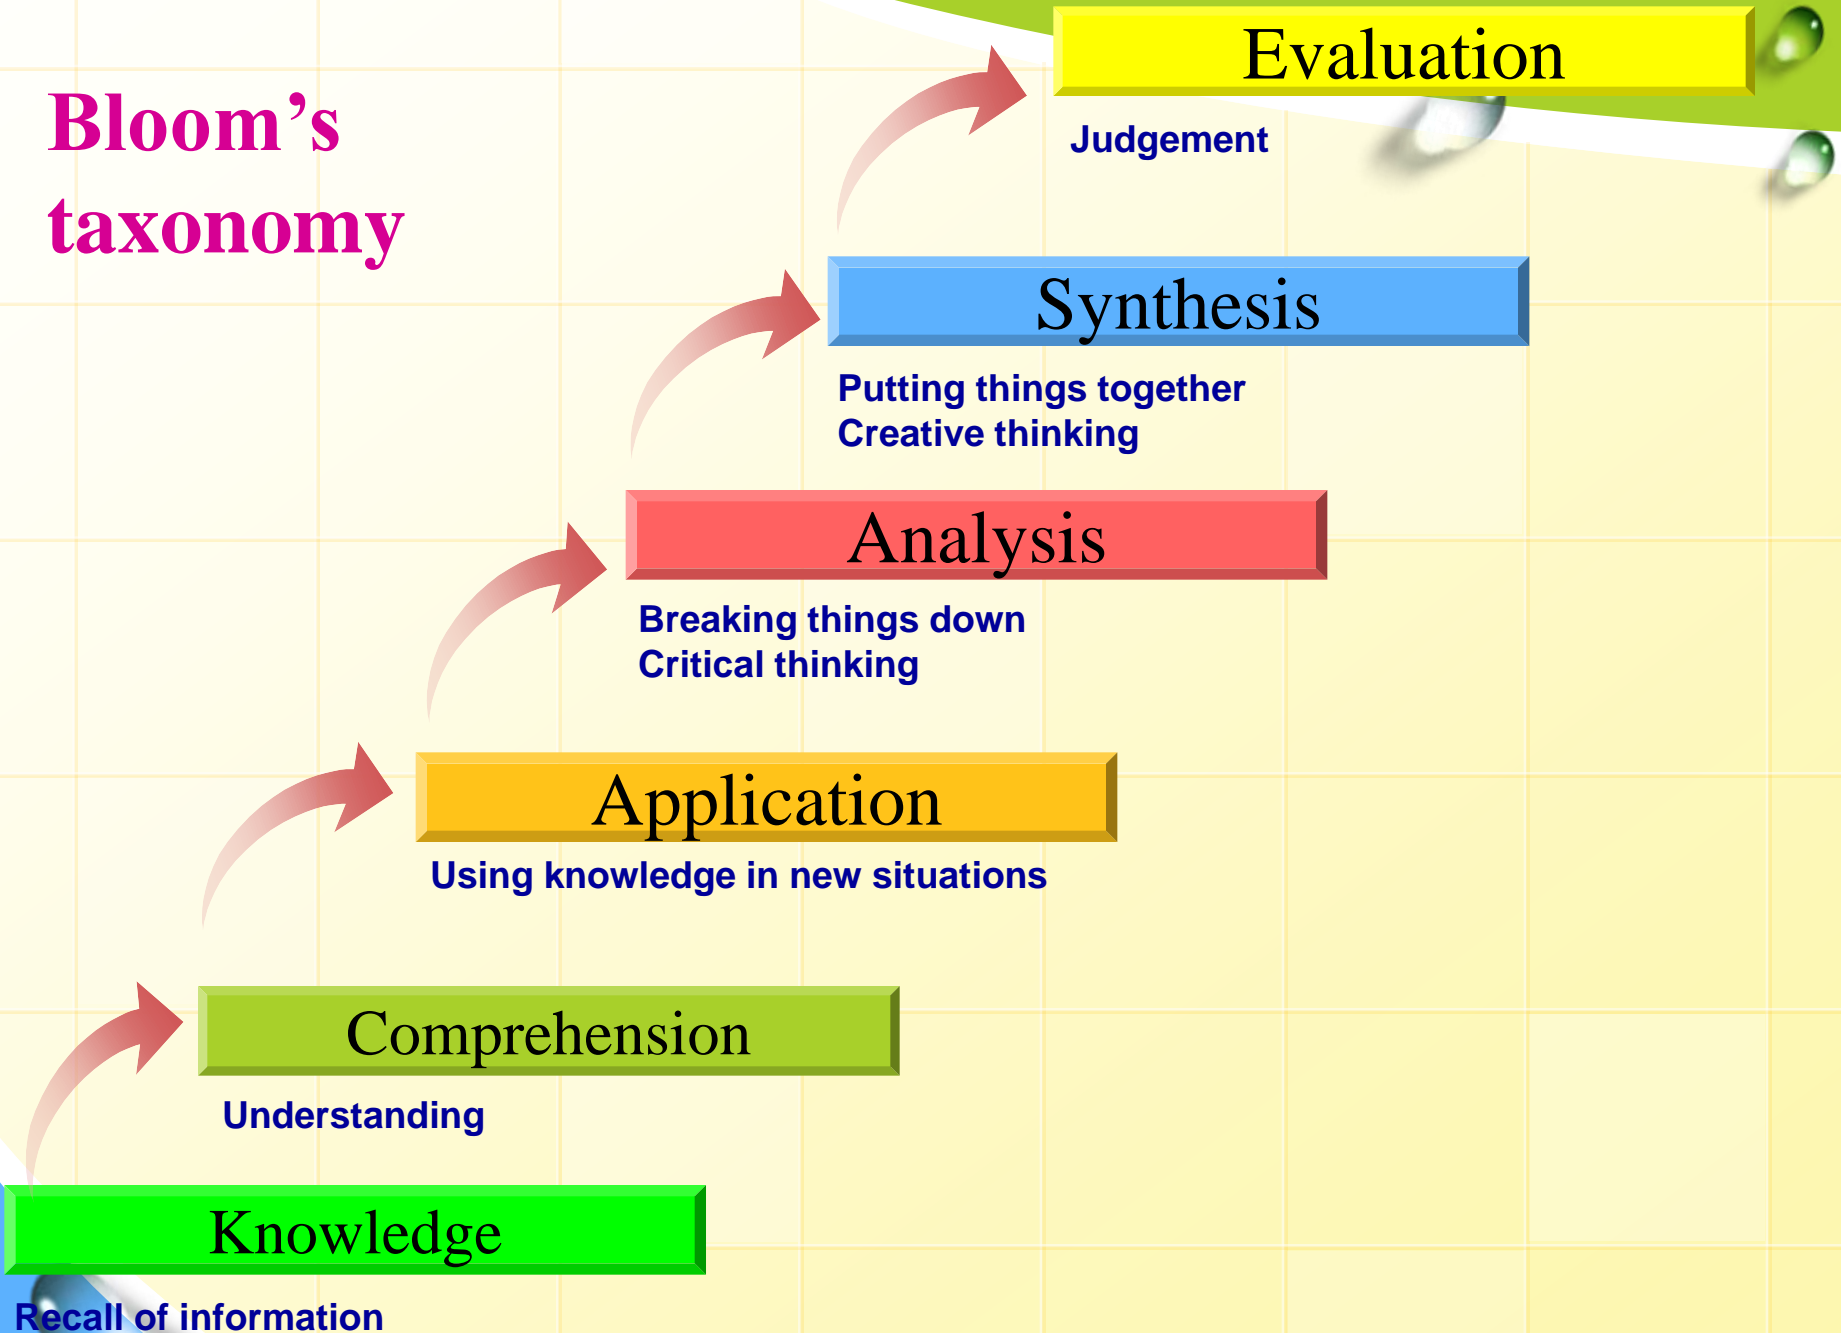 Bloom’s
taxonomy
Evaluation
Judgement
Synthesis
Putting things together
Creative thinking
Analysis
Breaking things down
Critical thinking
Application
Using knowledge in new situations
Comprehension
Understanding
Knowledge
Recall of information